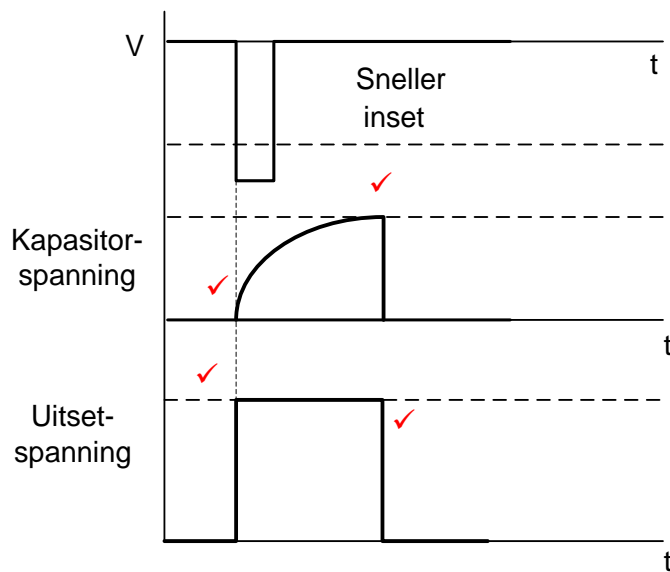 V
t
Sneller
inset
Kapasitor-
spanning
t
Uitset-
spanning
t